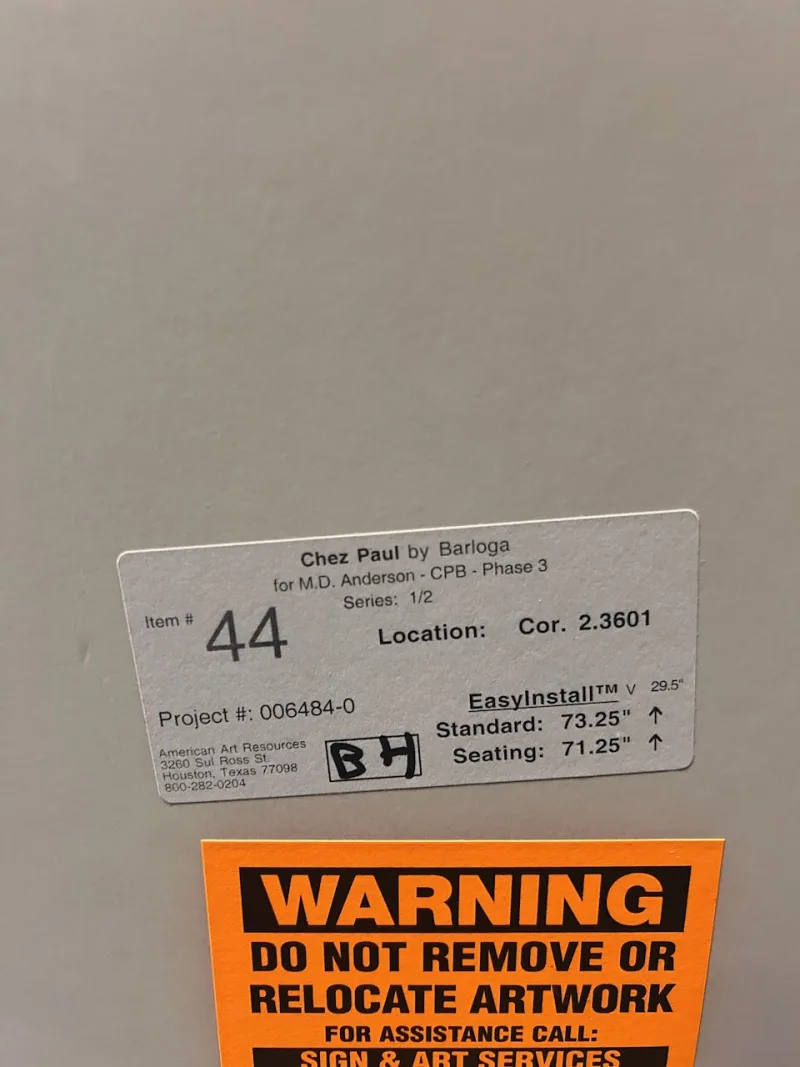 Chez Paul by Barloga
for M.D. Anderson - CPB - Phase 3
Series: 1/2
Item # 44
Location: Cor. 2.3601
Project #: 006484-0
EasyInstall™ V 29.5"
Standard: 73.25" ↑
Seating: 71.25" ↑
American Art Resources
3260 Sul Ross St.
Houston, Texas 77098
800-282-0204
BH
WARNING
DO NOT REMOVE OR
RELOCATE ARTWORK
FOR ASSISTANCE CALL:
SIGN & ART SERVICES